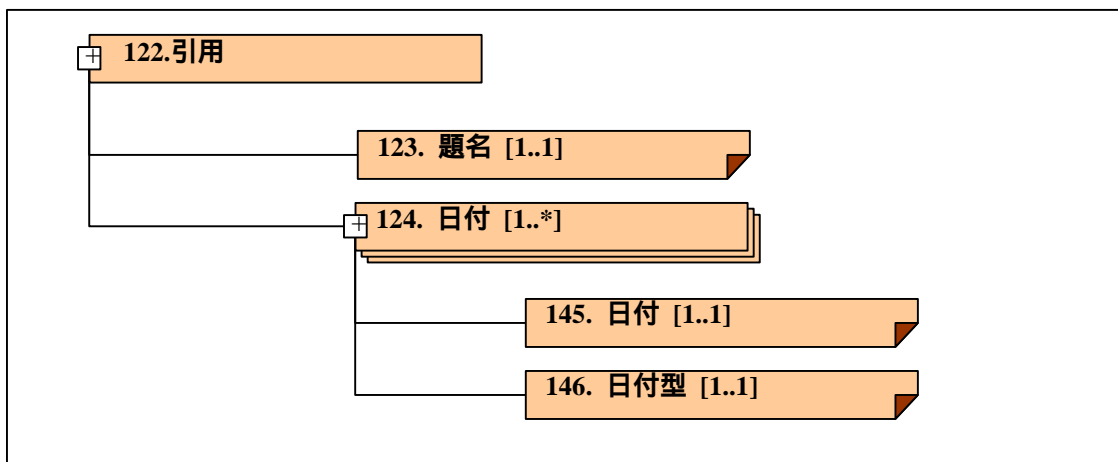 122.引用
123. 題名 [1..1]
124. 日付 [1..*]
145. 日付 [1..1]
146. 日付型 [1..1]